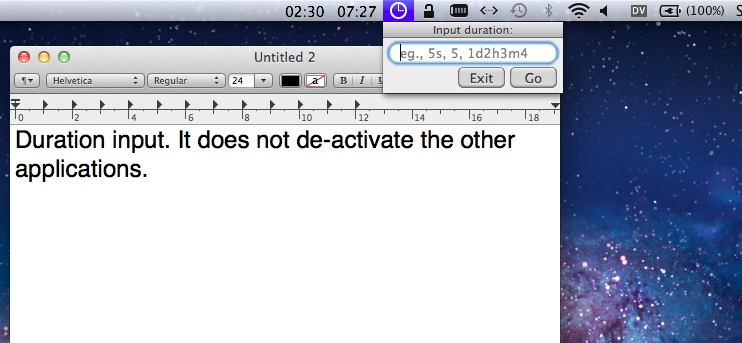 02:30 07:27 DV (100%) S
Input duration:
eg., 5s, 5, 1d2h3m4
Exit Go
Untitled 2
Helvetica Regular 24 a B I U
0 2 4 6 8 10 12 14 16 18
Duration input. It does not de-activate the other
applications.